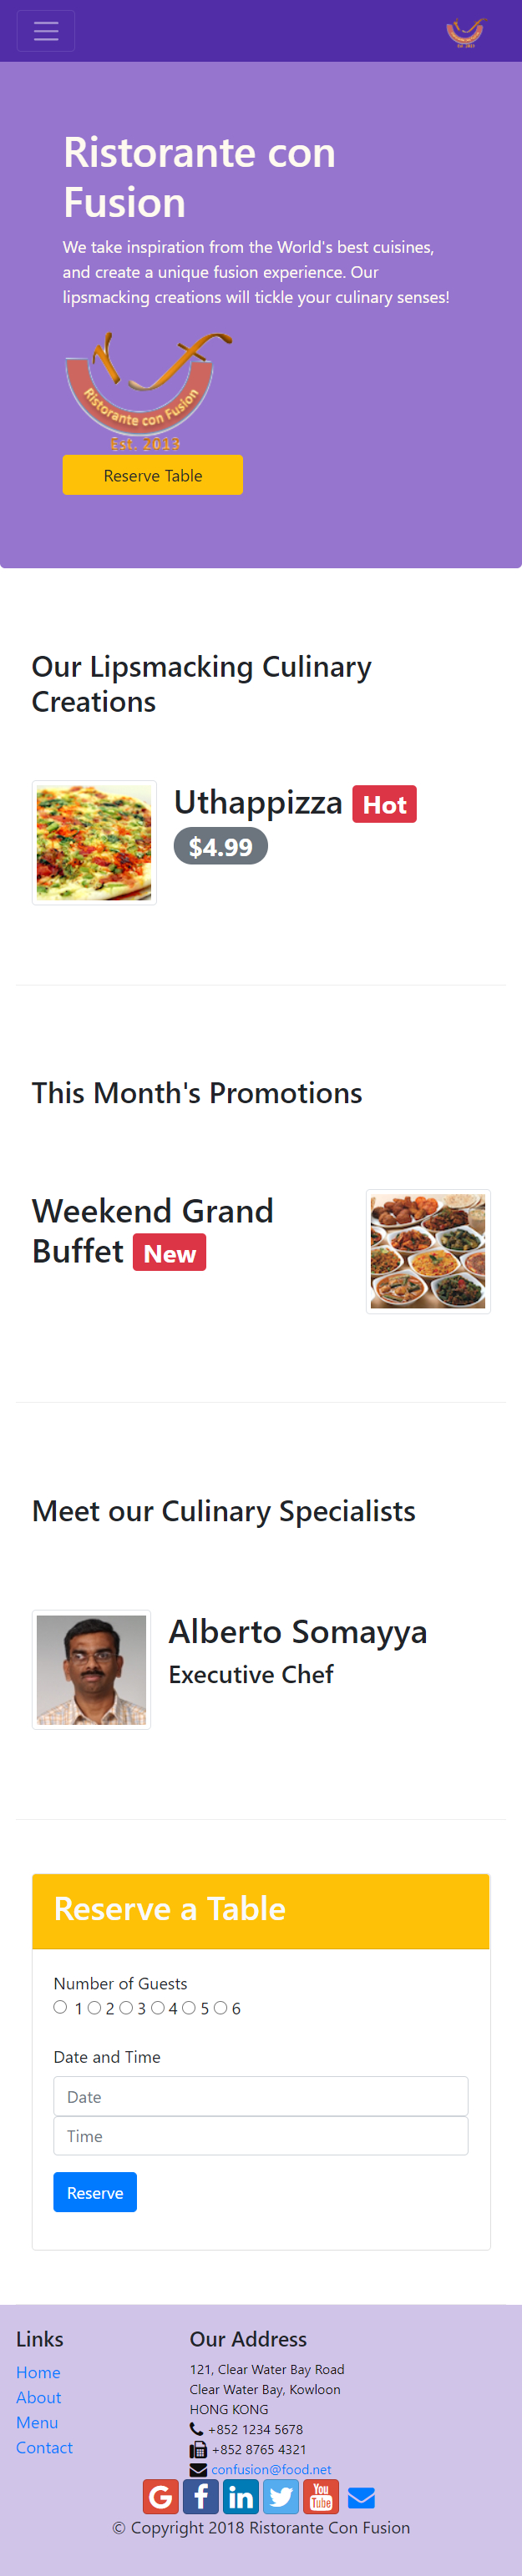 Est. 2013
Ristorante con
Fusion
We take inspiration from the World's best cuisines,
and create a unique fusion experience. Our
lipsmacking creations will tickle your culinary senses!
Ristorante con Fusion
Est. 2013
Reserve Table
Our Lipsmacking Culinary
Creations
Uthappizza Hot
$4.99
This Month's Promotions
Weekend Grand
Buffet New
Meet our Culinary Specialists
Alberto Somayya
Executive Chef
Reserve a Table
Number of Guests
1 2 3 4 5 6
Date and Time
Date
Time
Reserve
Links
Home
About
Menu
Contact
Our Address
121, Clear Water Bay Road
Clear Water Bay, Kowloon
HONG KONG
+852 1234 5678
+852 8765 4321
confusion@food.net
G f in You Tube
© Copyright 2018 Ristorante Con Fusion